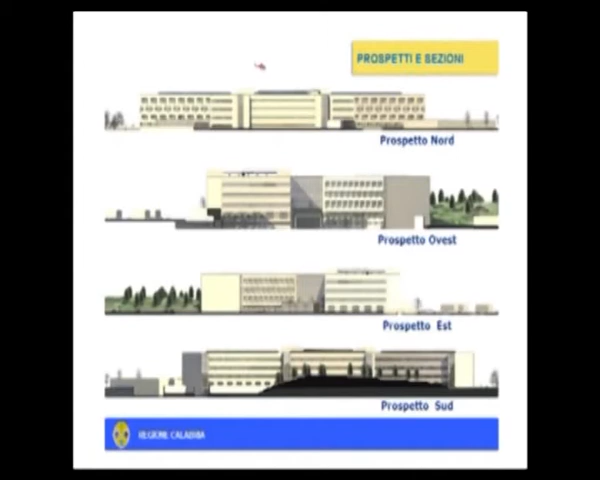 PROSPETTI E SEZIONI
Prospetto Nord
Prospetto Ovest
Prospetto Est
Prospetto Sud
REGIONE CALABRIA